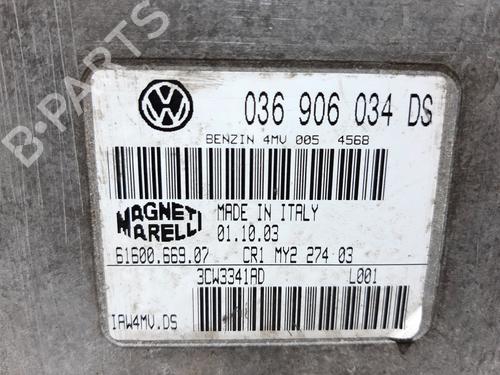 B-PARTS
VW
036 906 034 DS
BENZIN 4MV 005 4568
MAGNETI MARELLI
MADE IN ITALY
01.10.03
61600.669.07 CR1 MY2 274 03
3CW3341AD L001
IAW4MV.DS